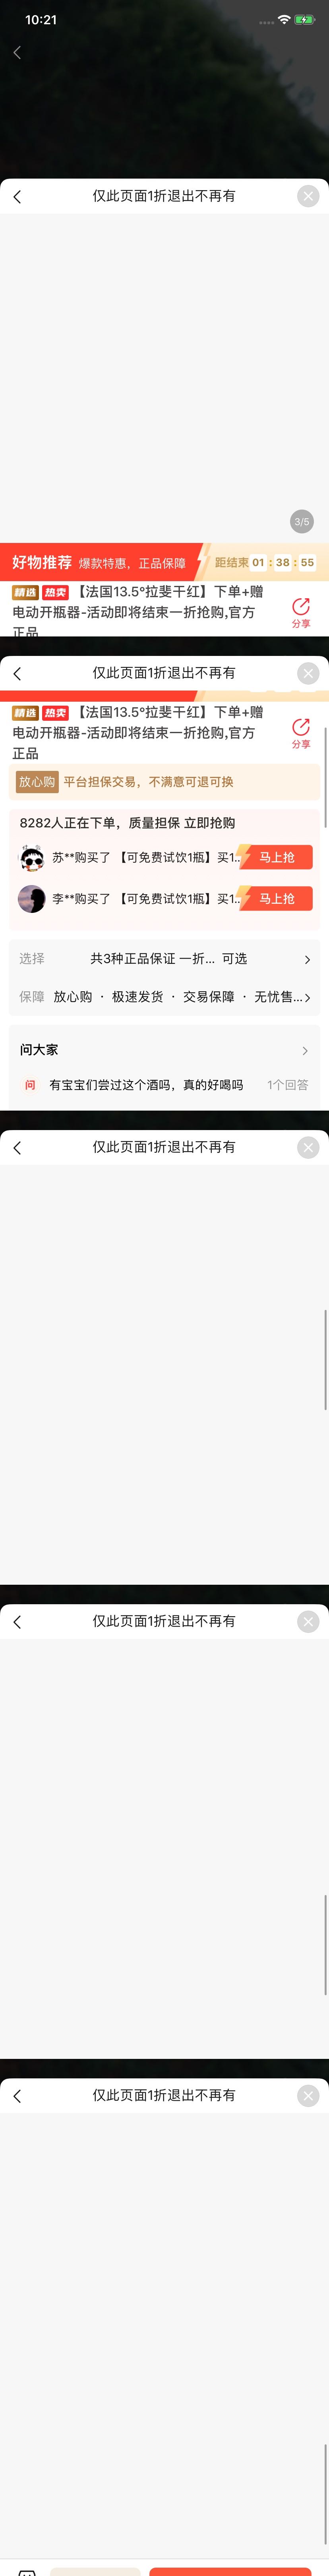 10:21
仅此页面1折退出不再有
3/5
好物推荐 爆款特惠，正品保障 距结束 01 : 38 : 55
精选 热卖 【法国13.5°拉斐干红】下单+赠
电动开瓶器-活动即将结束一折抢购,官方
正品
分享
仅此页面1折退出不再有
精选 热卖 【法国13.5°拉斐干红】下单+赠
电动开瓶器-活动即将结束一折抢购,官方
正品
分享
放心购 平台担保交易，不满意可退可换
8282人正在下单，质量担保 立即抢购
苏**购买了 【可免费试饮1瓶】买1.. 马上抢
李**购买了 【可免费试饮1瓶】买1.. 马上抢
选择 共3种正品保证 一折... 可选
保障 放心购 · 极速发货 · 交易保障 · 无忧售...
问大家
问 有宝宝们尝过这个酒吗，真的好喝吗 1个回答
仅此页面1折退出不再有
仅此页面1折退出不再有
仅此页面1折退出不再有